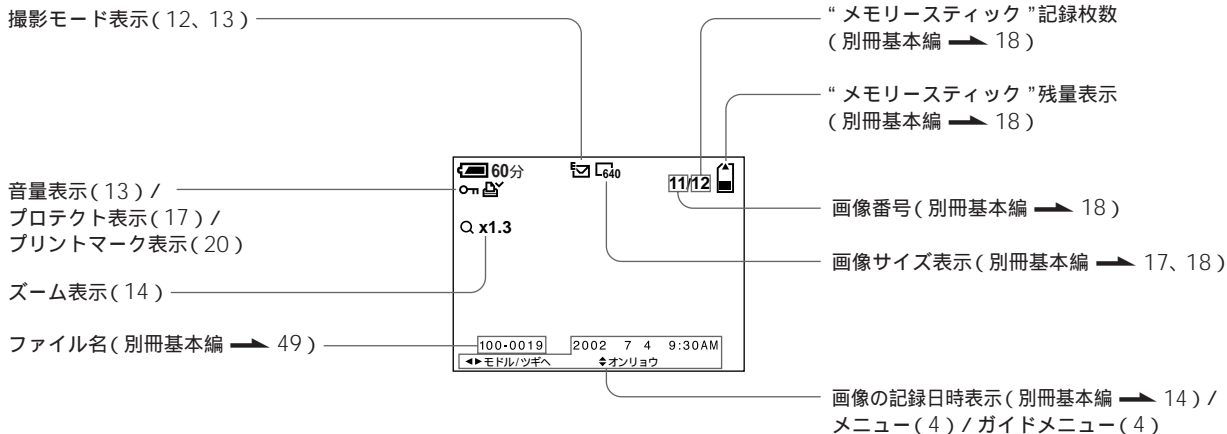 撮影モード表示(12、13)
“メモリースティック”記録枚数
(別冊基本編 18)
“メモリースティック”残量表示
(別冊基本編 18)
60分
640
11/12
x1.3
音量表示(13)/
プロテクト表示(17)/
プリントマーク表示(20)
ズーム表示(14)
ファイル名(別冊基本編 49)
100-0019
2002 7 4 9:30AM
モドル/ツギヘ
オンリョウ
画像番号(別冊基本編 18)
画像サイズ表示(別冊基本編 17、18)
画像の記録日時表示(別冊基本編 14)/
メニュー(4)/ガイドメニュー(4)